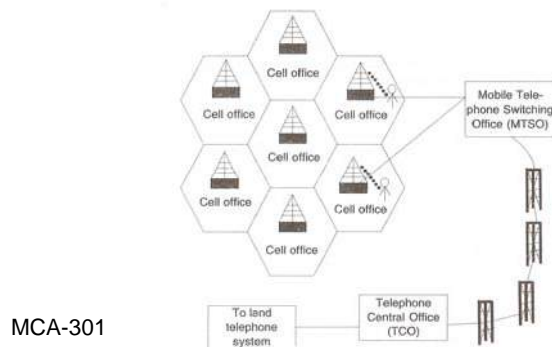 Cell office
Cell office
Cell office
Cell office
Cell office
Cell office
Cell office
Mobile Tele-
phone Switching
Office (MTSO)
Telephone
Central Office
(TCO)
To land
telephone
system
MCA-301